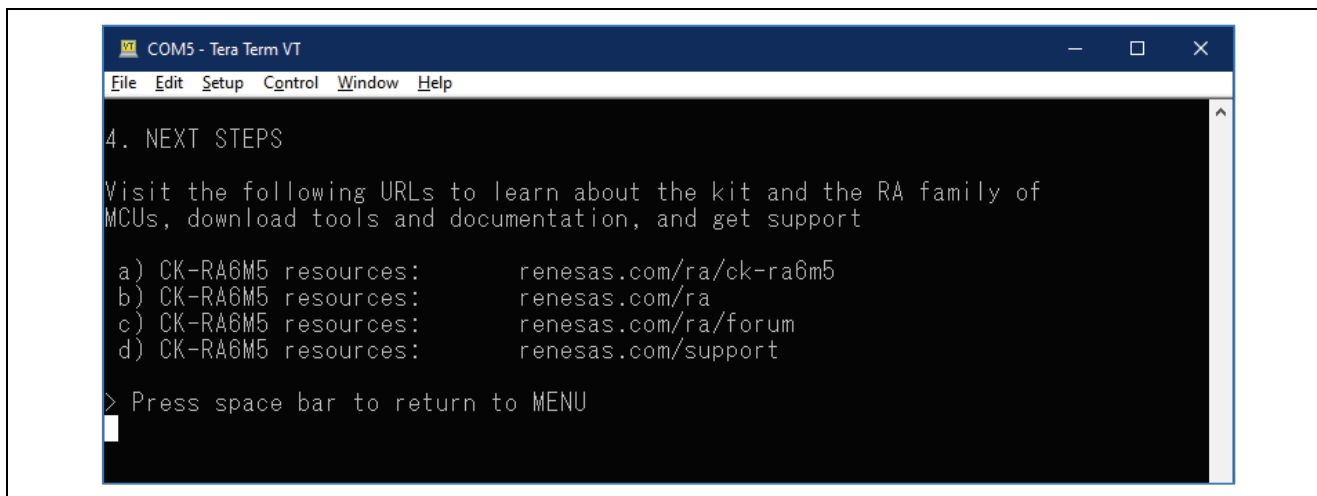 COM5 - Tera Term VT
File Edit Setup Control Window Help
4. NEXT STEPS
Visit the following URLs to learn about the kit and the RA family of
MCUs, download tools and documentation, and get support
a) CK-RA6M5 resources: renesas.com/ra/ck-ra6m5
b) CK-RA6M5 resources: renesas.com/ra
c) CK-RA6M5 resources: renesas.com/ra/forum
d) CK-RA6M5 resources: renesas.com/support
> Press space bar to return to MENU